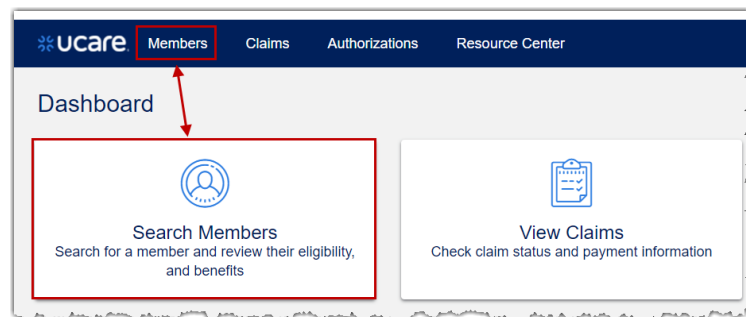 ucare. Members Claims Authorizations Resource Center
Dashboard
Search Members
Search for a member and review their eligibility,
and benefits
View Claims
Check claim status and payment information